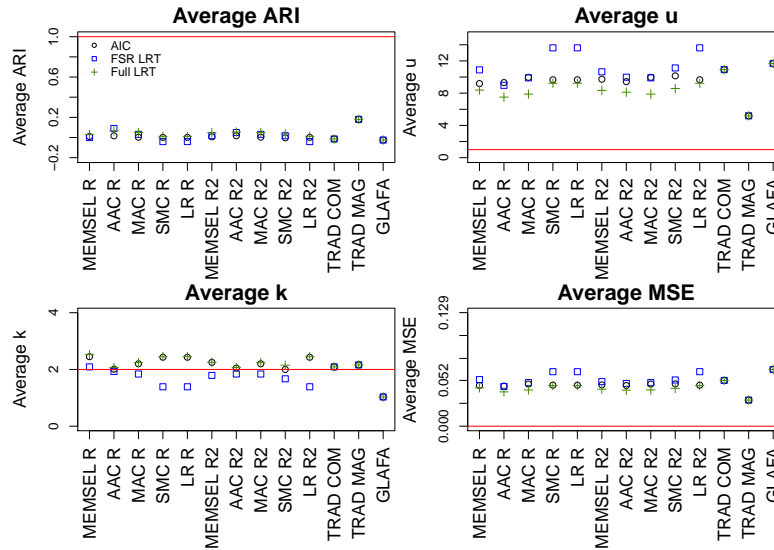 Average ARI
Average ARI
1.0
0.6
0.2
−0.2
AIC
FSR LRT
Full LRT
MEMSEL R
AAC R
MAC R
SMC R
LR R
MEMSEL R2
AAC R2
MAC R2
SMC R2
LR R2
TRAD COM
TRAD MAG
GLAFA
Average u
Average u
12
8
4
0
MEMSEL R
AAC R
MAC R
SMC R
LR R
MEMSEL R2
AAC R2
MAC R2
SMC R2
LR R2
TRAD COM
TRAD MAG
GLAFA
Average k
Average k
4
2
0
MEMSEL R
AAC R
MAC R
SMC R
LR R
MEMSEL R2
AAC R2
MAC R2
SMC R2
LR R2
TRAD COM
TRAD MAG
GLAFA
Average MSE
Average MSE
0.129
0.052
0.000
MEMSEL R
AAC R
MAC R
SMC R
LR R
MEMSEL R2
AAC R2
MAC R2
SMC R2
LR R2
TRAD COM
TRAD MAG
GLAFA